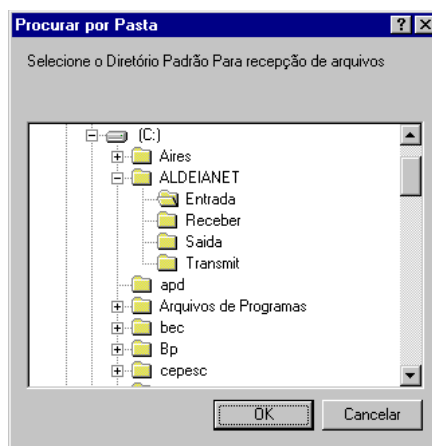 Procurar por Pasta
Selecione o Diretório Padrão Para recepção de arquivos
(C:)
Aires
ALDEIANET
Entrada
Receber
Saida
Transmit
apd
Arquivos de Programas
bec
Bp
cepesc
OK Cancelar